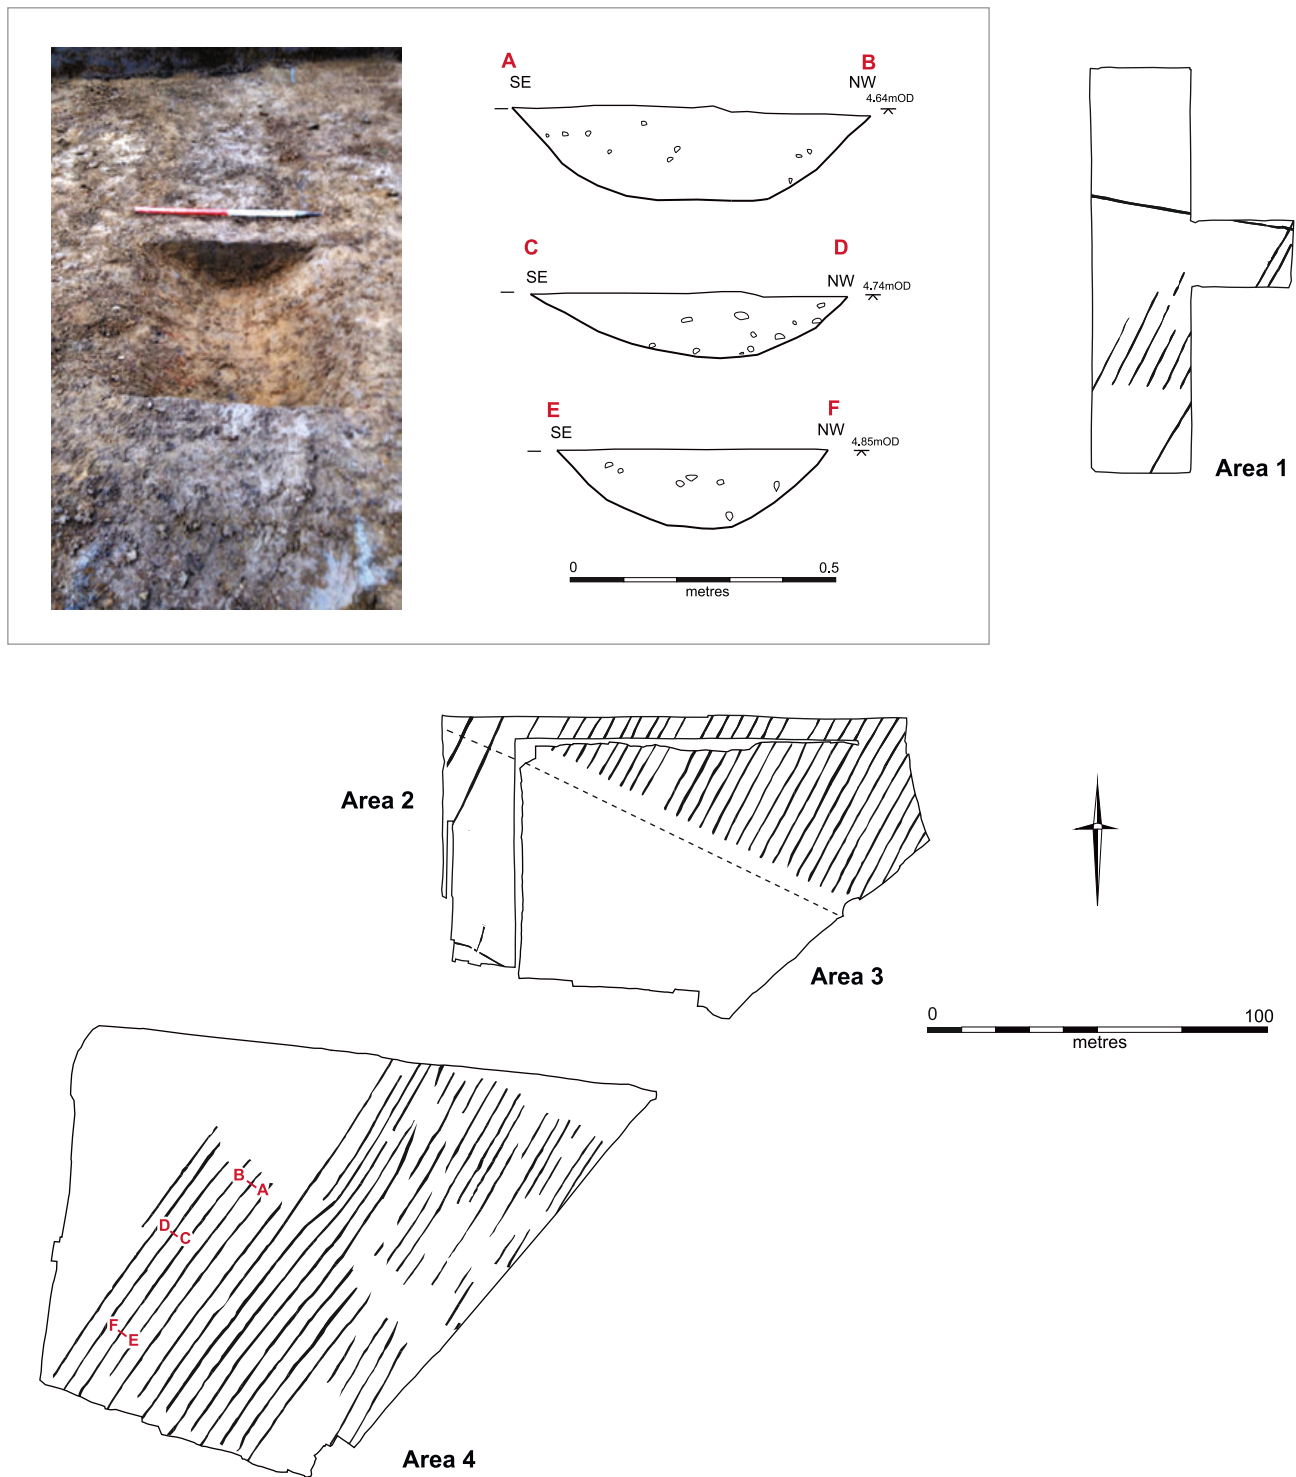 A
SE
B
NW
4.64mOD
C
SE
D
NW
4.74mOD
E
SE
F
NW
4.85mOD
0 0.5
metres
Area 1
Area 2
Area 3
0 100
metres
B
A
D
C
F
E
Area 4